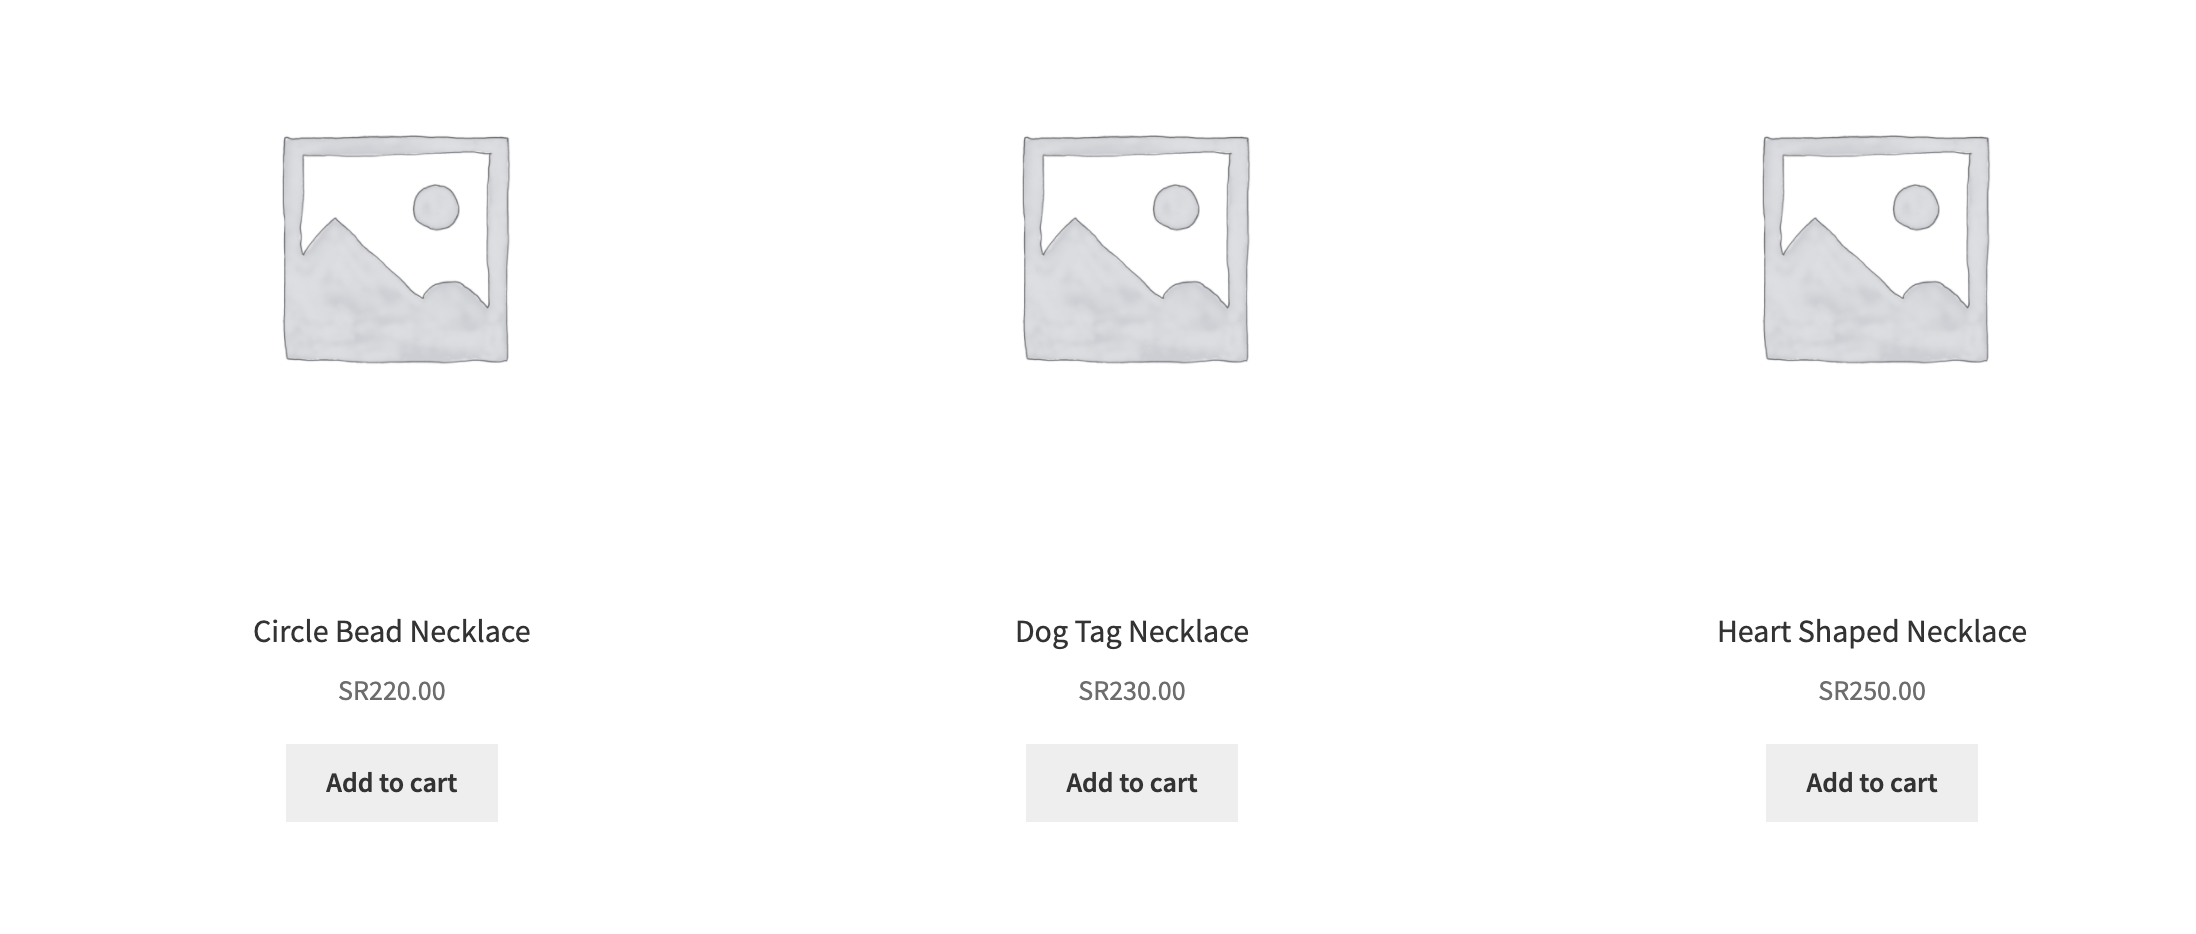 Circle Bead Necklace
SR220.00
Add to cart
Dog Tag Necklace
SR230.00
Add to cart
Heart Shaped Necklace
SR250.00
Add to cart